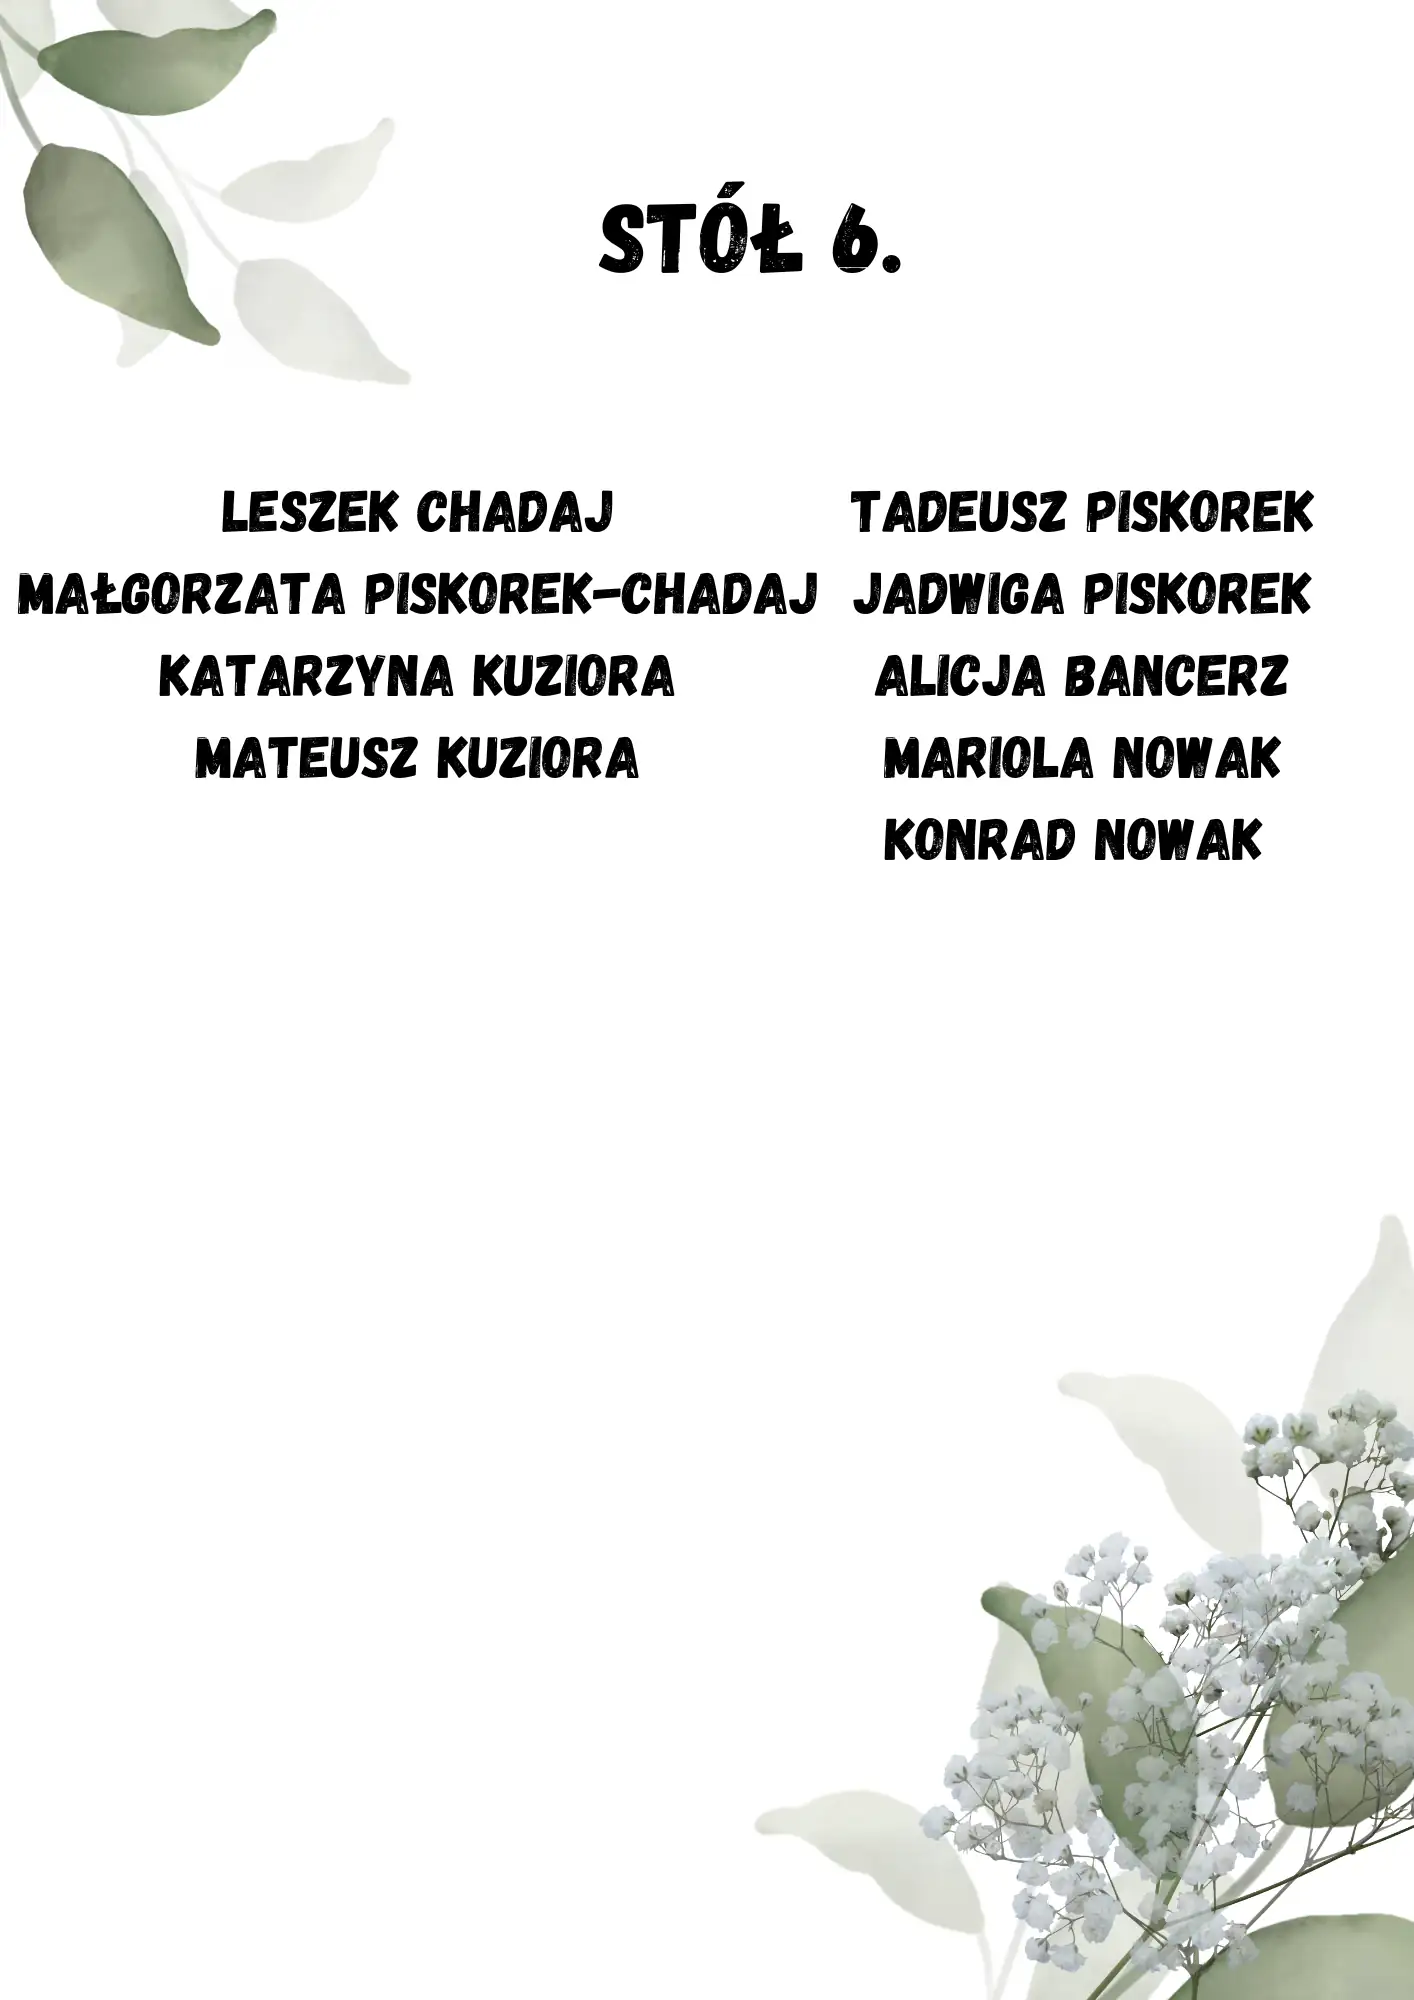 STÓŁ 6.
LESZEK CHADAJ
MAŁGORZATA PISKOREK-CHADAJ
KATARZYNA KUZIORA
MATEUSZ KUZIORA
TADEUSZ PISKOREK
JADWIGA PISKOREK
ALICJA BANCERZ
MARIOLA NOWAK
KONRAD NOWAK